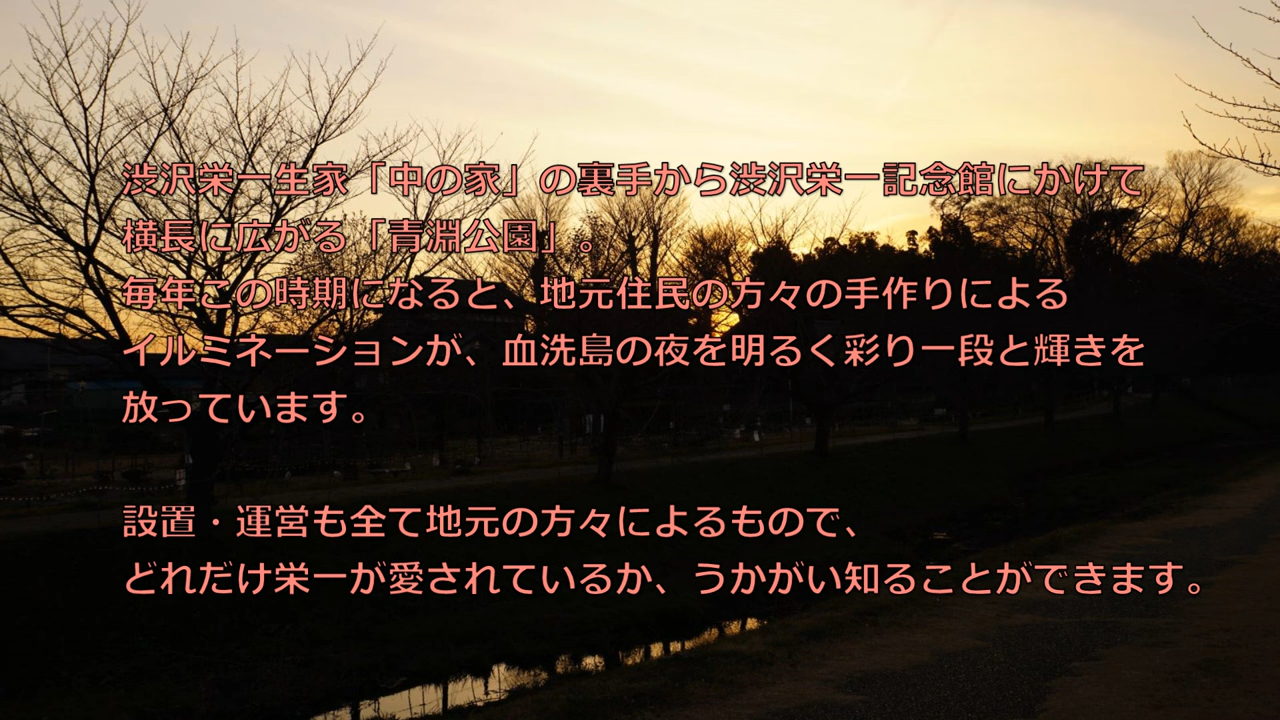 渋沢栄一生家「中の家」の裏手から渋沢栄一記念館にかけて
横長に広がる「青淵公園」。
毎年この時期になると、地元住民の方々の手作りによる
イルミネーションが、血洗島の夜を明るく彩り一段と輝きを
放っています。
設置・運営も全て地元の方々によるもので、
どれだけ栄一が愛されているか、うかがい知ることができます。